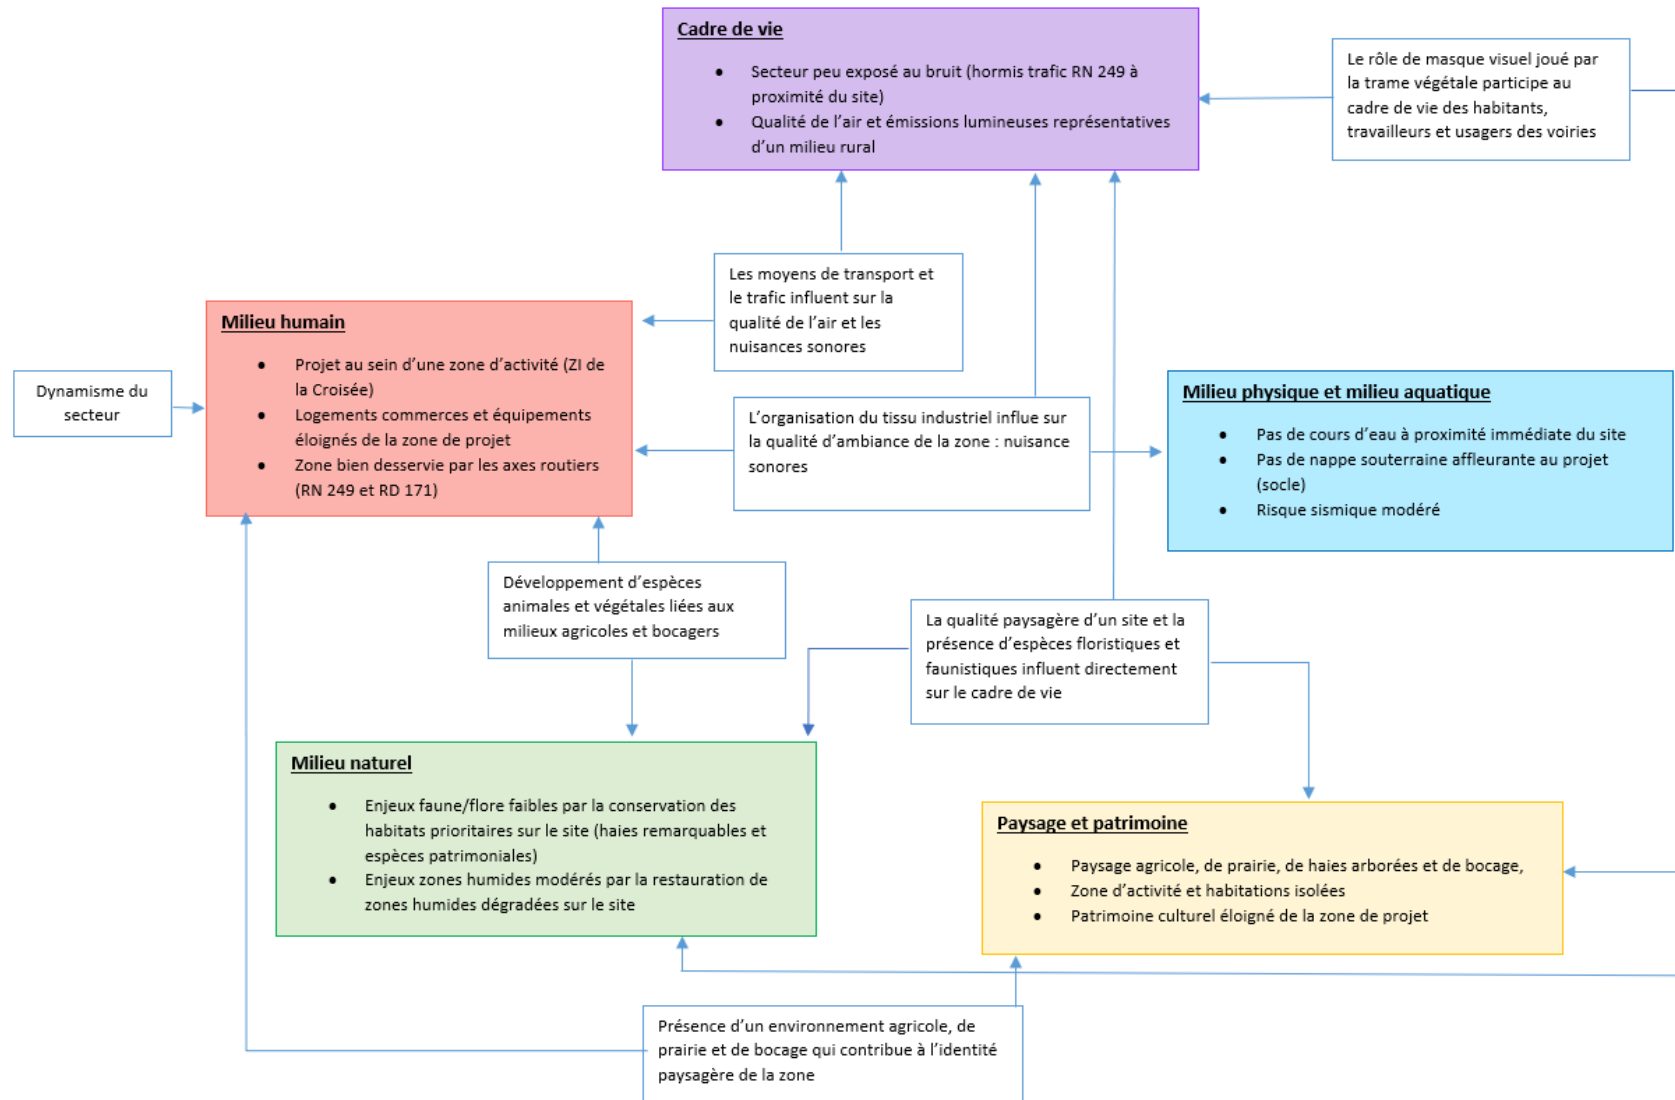 Cadre de vie
• Secteur peu exposé au bruit (hormis trafic RN 249 à
proximité du site)
• Qualité de l'air et émissions lumineuses représentatives
d'un milieu rural
Le rôle de masque visuel joué par
la trame végétale participe au
cadre de vie des habitants,
travailleurs et usagers des voiries
Les moyens de transport et
le trafic influent sur la
qualité de l'air et les
nuisances sonores
Milieu humain
• Projet au sein d'une zone d'activité (ZI de
la Croisée)
• Logements commerces et équipements
éloignés de la zone de projet
• Zone bien desservie par les axes routiers
(RN 249 et RD 171)
Dynamisme du
secteur
L'organisation du tissu industriel influe sur
la qualité d'ambiance de la zone : nuisance
sonores
Milieu physique et milieu aquatique
• Pas de cours d'eau à proximité immédiate du site
• Pas de nappe souterraine affleurante au projet
(socle)
• Risque sismique modéré
Développement d'espèces
animales et végétales liées aux
milieux agricoles et bocagers
La qualité paysagère d'un site et la
présence d'espèces floristiques et
faunistiques influent directement
sur le cadre de vie
Milieu naturel
• Enjeux faune/flore faibles par la conservation des
habitats prioritaires sur le site (haies remarquables et
espèces patrimoniales)
• Enjeux zones humides modérés par la restauration de
zones humides dégradées sur le site
Paysage et patrimoine
• Paysage agricole, de prairie, de haies arborées et de bocage,
• Zone d'activité et habitations isolées
• Patrimoine culturel éloigné de la zone de projet
Présence d'un environnement agricole, de
prairie et de bocage qui contribue à l'identité
paysagère de la zone